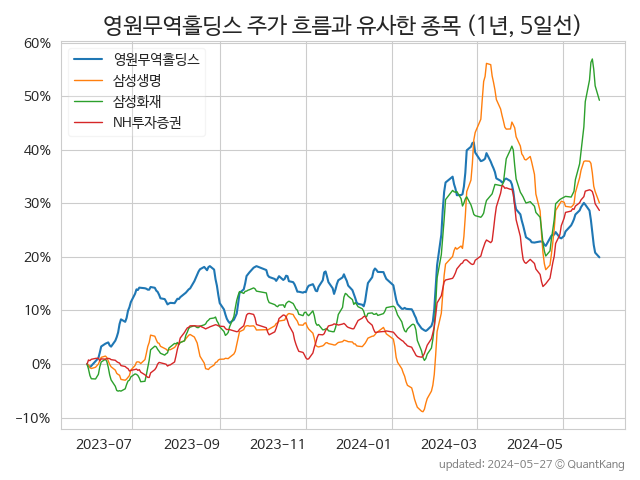 영원무역홀딩스 주가 흐름과 유사한 종목 (1년, 5일선)
영원무역홀딩스
삼성생명
삼성화재
NH투자증권
60%
50%
40%
30%
20%
10%
0%
−10%
2023-07 2023-09 2023-11 2024-01 2024-03 2024-05
updated: 2024-05-27 © QuantKang